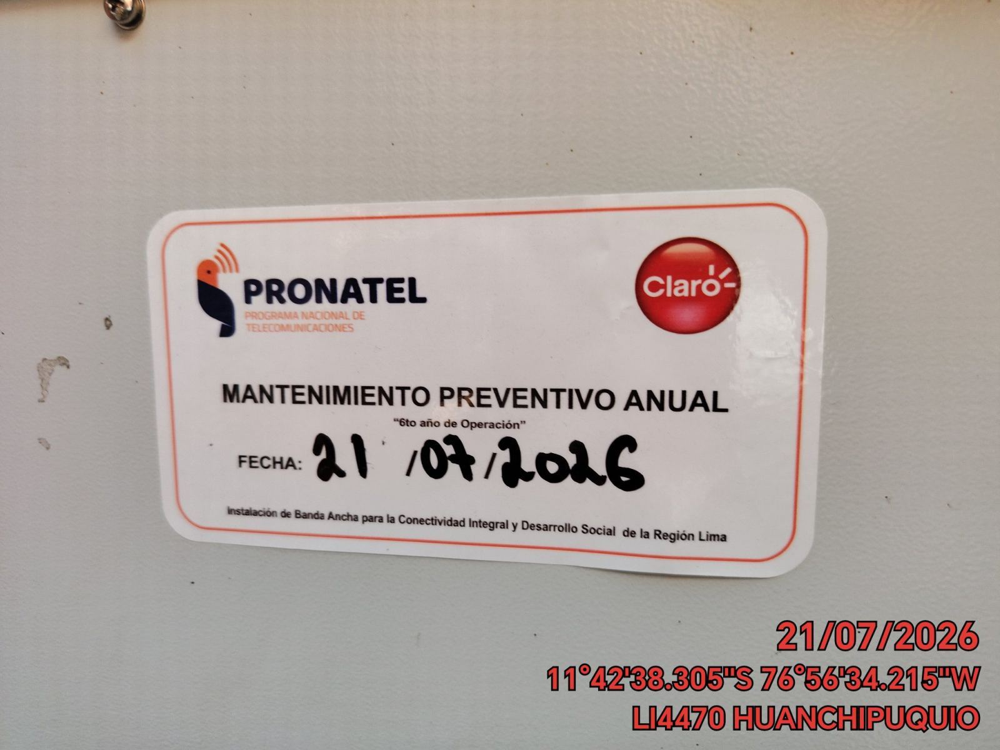 PRONATEL
PROGRAMA NACIONAL DE
TELECOMUNICACIONES
Claro
MANTENIMIENTO PREVENTIVO ANUAL
“6to año de Operación”
FECHA: 21 /07/2026
Instalación de Banda Ancha para la Conectividad Integral y Desarrollo Social de la Región Lima
21/07/2026
11°42'38.305"S 76°56'34.215"W
LI4470 HUANCHIPUQUIO